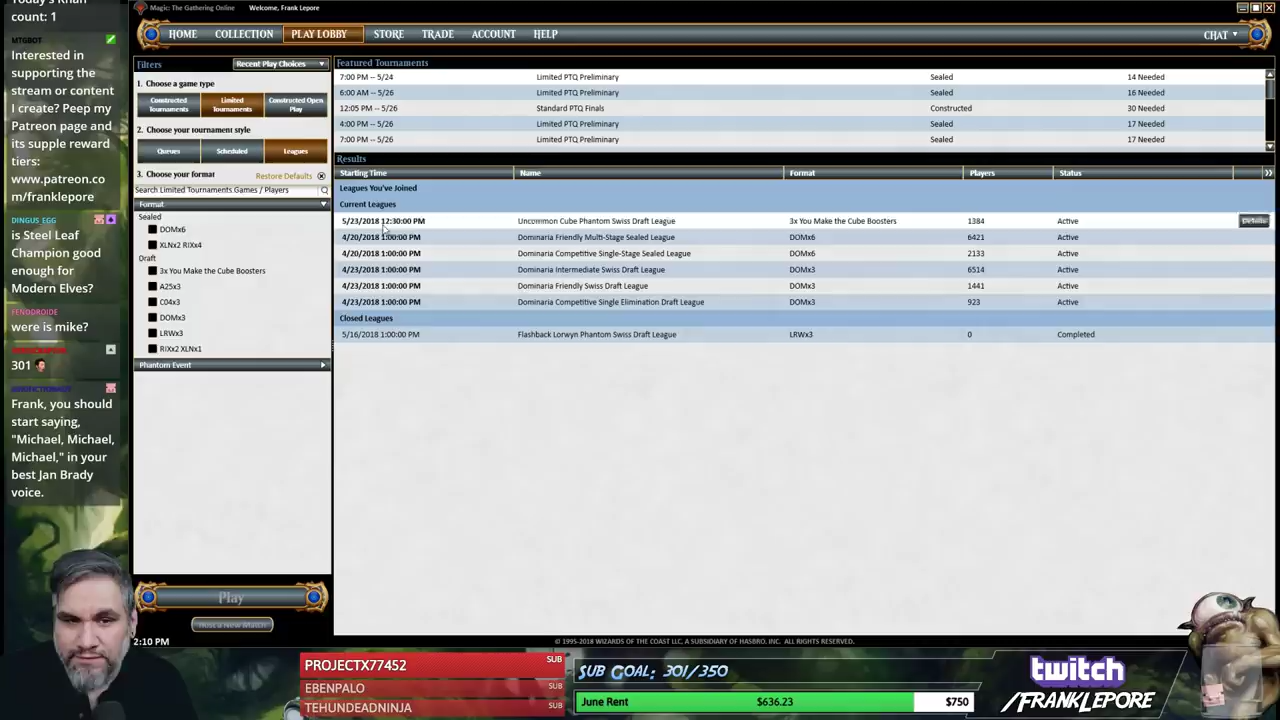 Today's Khan
count: 1
MTGBOT
Interested in
supporting the
stream or content
I create? Peep my
Patreon page and
its supple reward
tiers:
www.patreon.co
m/franklepore
DINGUS_EGG
is Steel Leaf
Champion good
enough for
Modern Elves?
YENODROIDE
were is mike?
301
Frank, you should
start saying,
"Michael, Michael,
Michael," in your
best Jan Brady
voice.
Magic: The Gathering Online Welcome, Frank Lepore
HOME COLLECTION PLAY LOBBY STORE TRADE ACCOUNT HELP CHAT
Filters Recent Play Choices
1. Choose a game type
Constructed Tournaments Limited Tournaments Constructed Open Play
2. Choose your tournament style
Queues Scheduled Leagues
3. Choose your format Restore Defaults
Search Limited Tournaments Games / Players
Format
Sealed
DOMx6
XLNx2 RIXx4
Draft
3x You Make the Cube Boosters
A25x3
C04x3
DOMx3
LRWx3
RIXx2 XLNx1
Phantom Event
Play
Host a New Match
2:10 PM
Featured Tournaments
7:00 PM -- 5/24 Limited PTQ Preliminary Sealed 14 Needed
6:00 AM -- 5/26 Limited PTQ Preliminary Sealed 16 Needed
12:05 PM -- 5/26 Standard PTQ Finals Constructed 30 Needed
4:00 PM -- 5/26 Limited PTQ Preliminary Sealed 17 Needed
7:00 PM -- 5/26 Limited PTQ Preliminary Sealed 17 Needed
Results
Starting Time Name Format Players Status
Leagues You've Joined
Current Leagues
5/23/2018 12:30:00 PM Uncommon Cube Phantom Swiss Draft League 3x You Make the Cube Boosters 1384 Active Details
4/20/2018 1:00:00 PM Dominaria Friendly Multi-Stage Sealed League DOMx6 6421 Active
4/20/2018 1:00:00 PM Dominaria Competitive Single-Stage Sealed League DOMx6 2133 Active
4/23/2018 1:00:00 PM Dominaria Intermediate Swiss Draft League DOMx3 6514 Active
4/23/2018 1:00:00 PM Dominaria Friendly Swiss Draft League DOMx3 1441 Active
4/23/2018 1:00:00 PM Dominaria Competitive Single Elimination Draft League DOMx3 923 Active
Closed Leagues
5/16/2018 1:00:00 PM Flashback Lorwyn Phantom Swiss Draft League LRWx3 0 Completed
© 1995-2018 WIZARDS OF THE COAST LLC, A SUBSIDIARY OF HASBRO, INC. ALL RIGHTS RESERVED.
PROJECTX77452 SUB
EBENPALO SUB
TEHUNDEADNINJA SUB
SUB GOAL: 301/350
June Rent $636.23 $750
twitch
/FRANKLEPORE